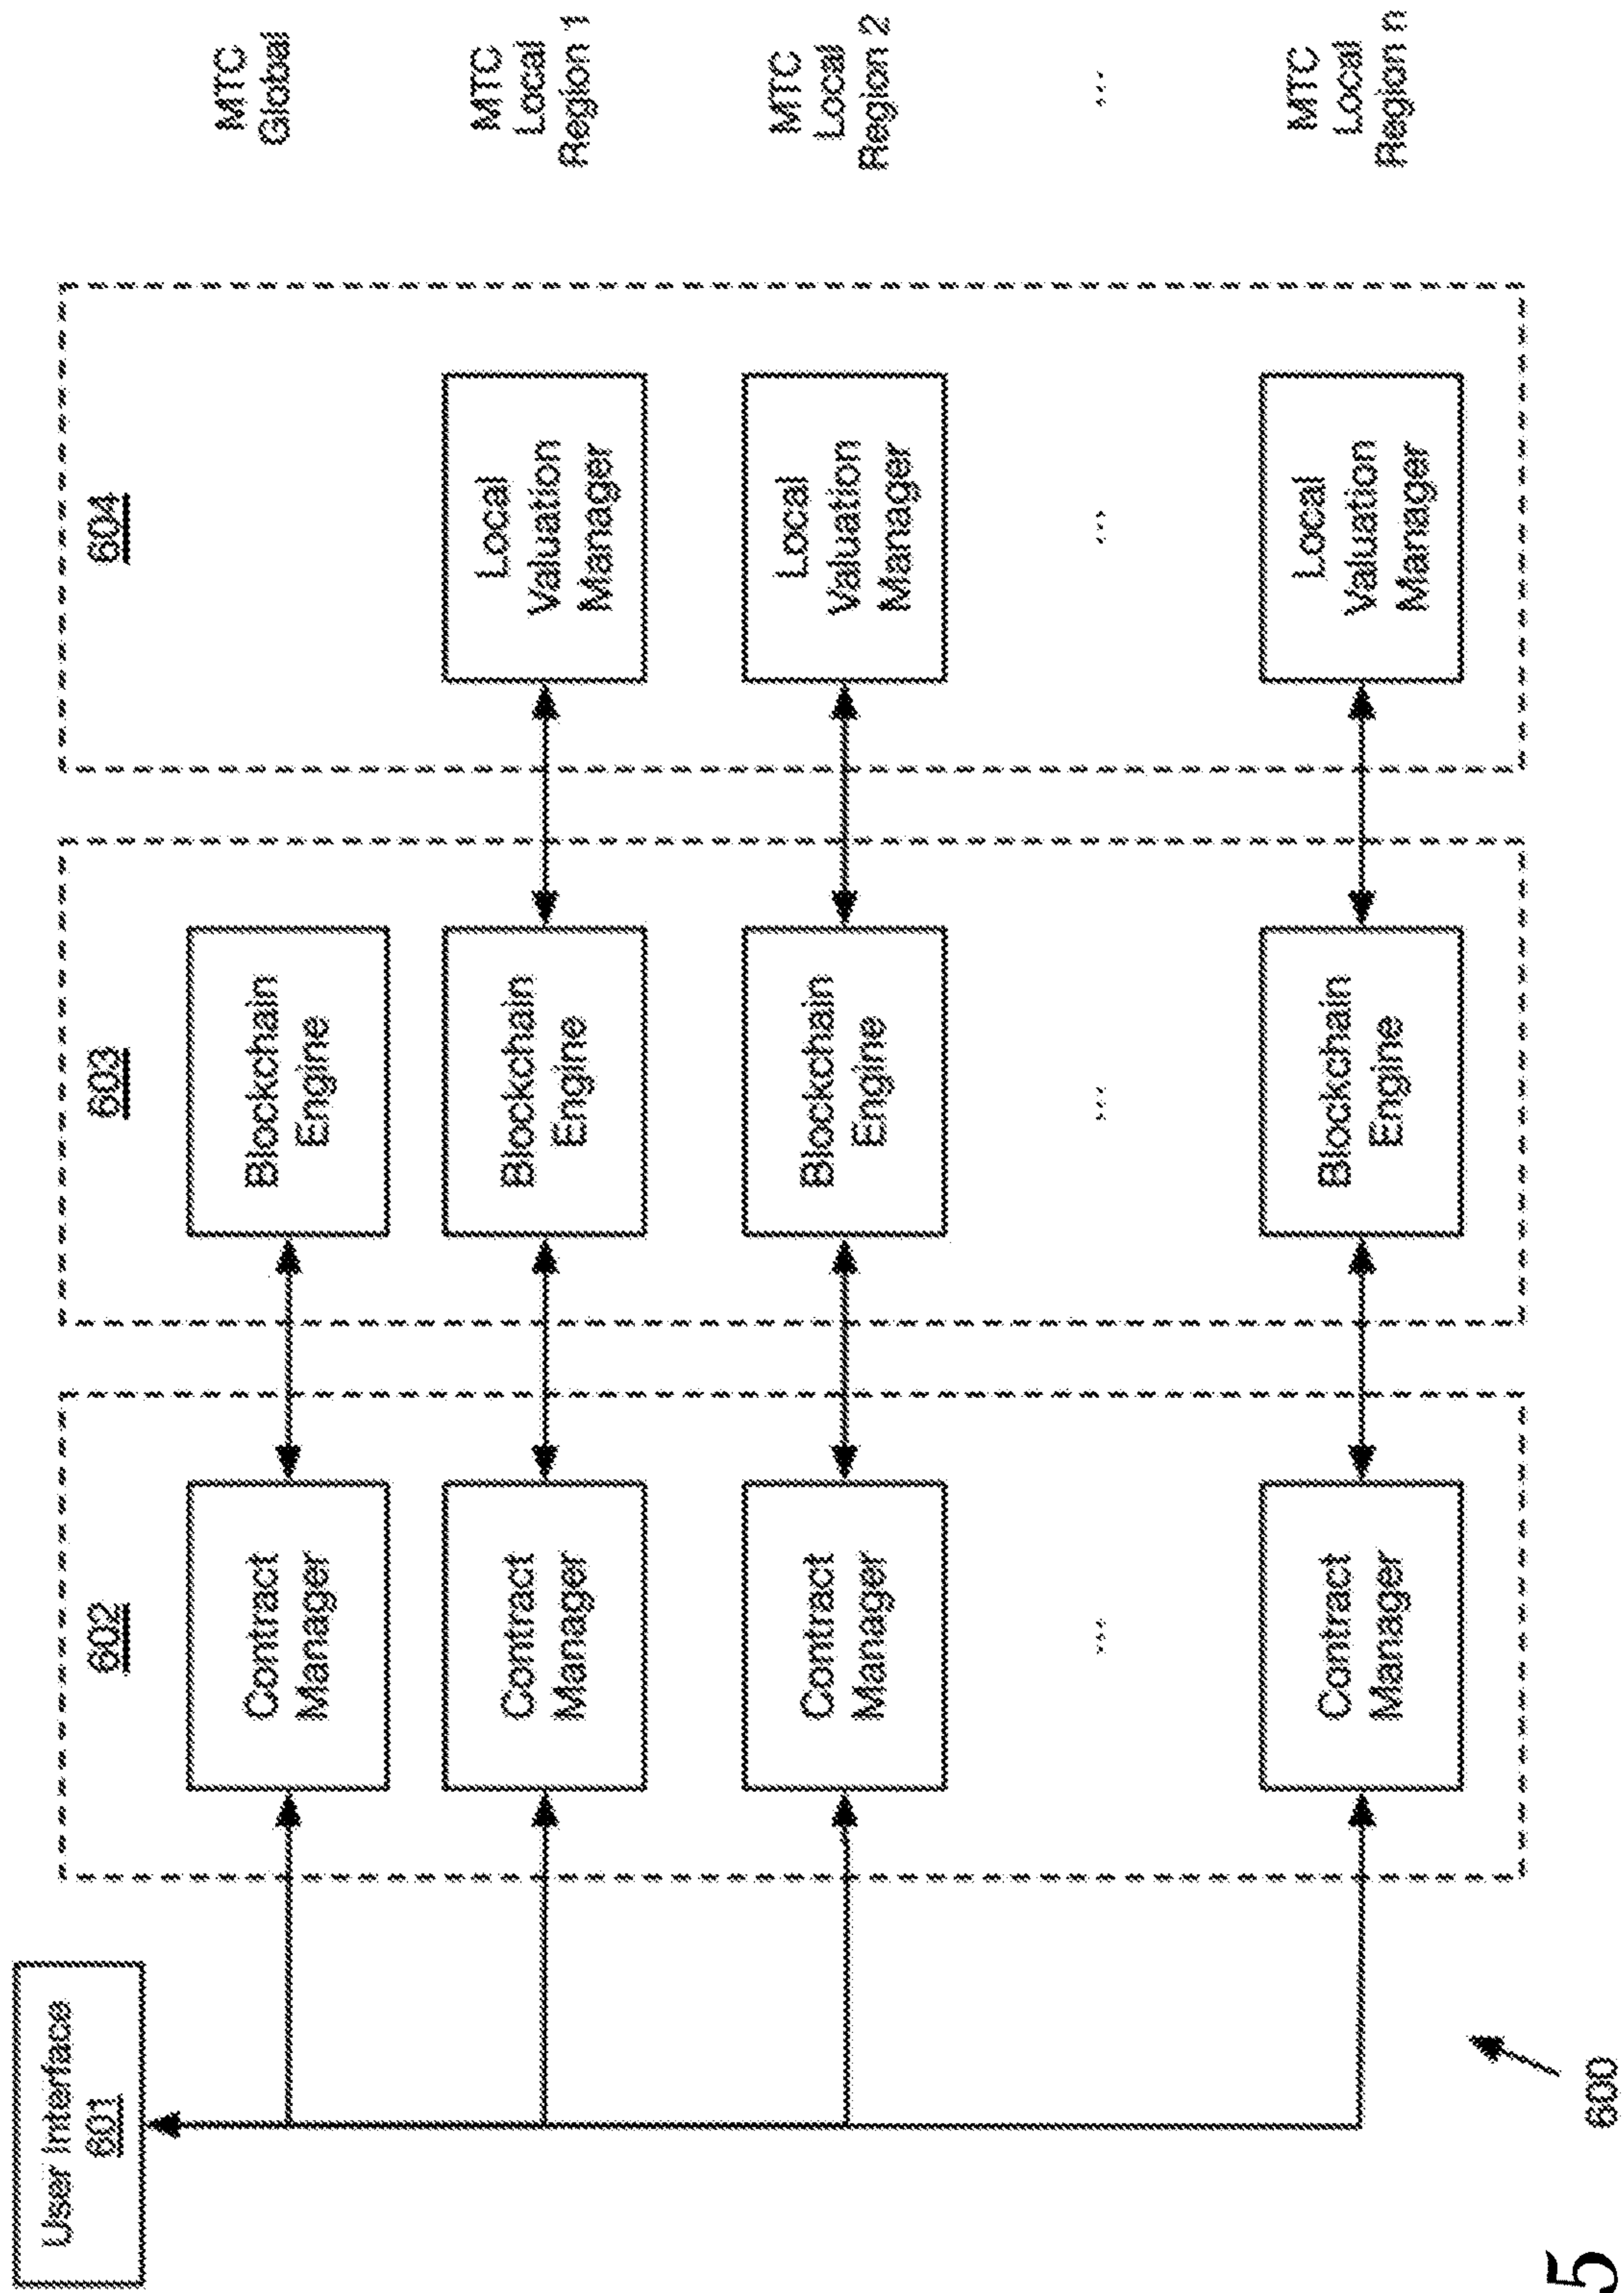 User Interface
601
602
603
604
Contract
Manager
Blockchain
Engine
MTC
Global
Contract
Manager
Blockchain
Engine
Local
Valuation
Manager
MTC
Local
Region 1
Contract
Manager
Blockchain
Engine
Local
Valuation
Manager
MTC
Local
Region 2
...
...
...
...
Contract
Manager
Blockchain
Engine
Local
Valuation
Manager
MTC
Local
Region n
600
5